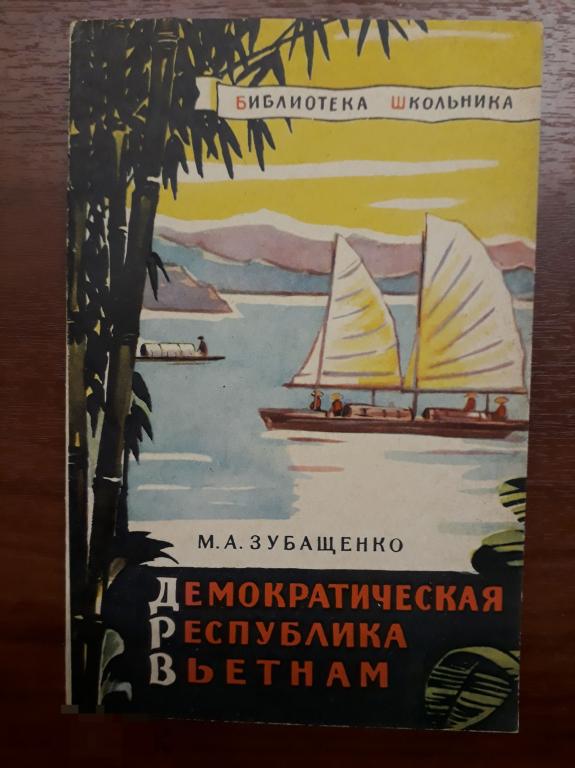 БИБЛИОТЕКА ШКОЛЬНИКА
М. А. ЗУБАЩЕНКО
ДЕМОКРАТИЧЕСКАЯ
РЕСПУБЛИКА
ВЬЕТНАМ